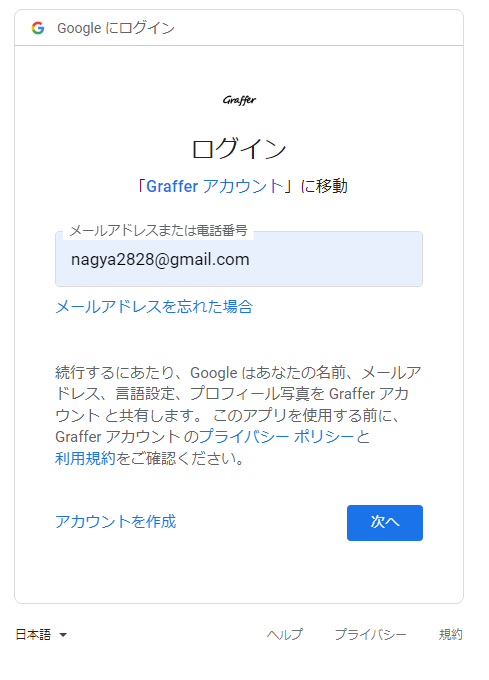 Google にログイン
Graffer
ログイン
「Graffer アカウント」に移動
メールアドレスまたは電話番号
nagya2828@gmail.com
メールアドレスを忘れた場合
続行するにあたり、Google はあなたの名前、メールア
ドレス、言語設定、プロフィール写真を Graffer アカ
ウント と共有します。 このアプリを使用する前に、
Graffer アカウント のプライバシー ポリシーと
利用規約をご確認ください。
アカウントを作成
次へ
日本語
ヘルプ
プライバシー
規約